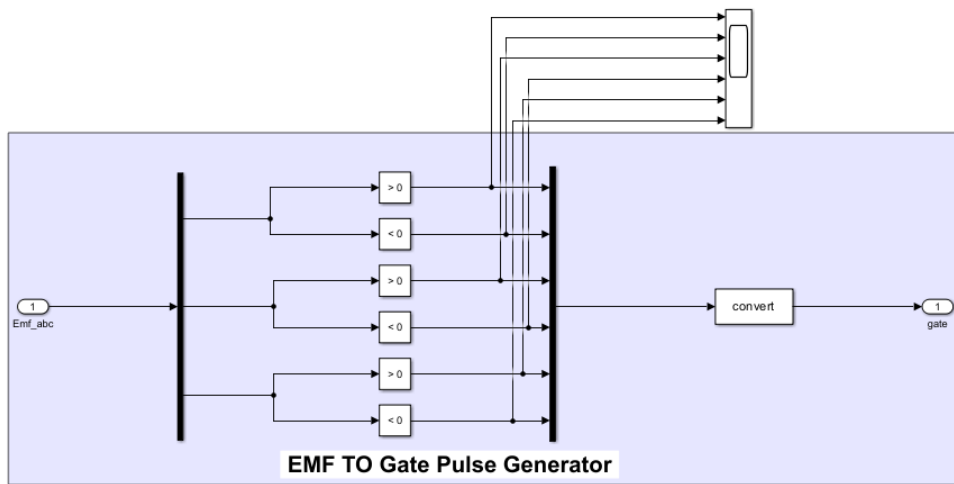 > 0
< 0
> 0
1
Emf_abc
convert
1
gate
< 0
> 0
< 0
EMF TO Gate Pulse Generator